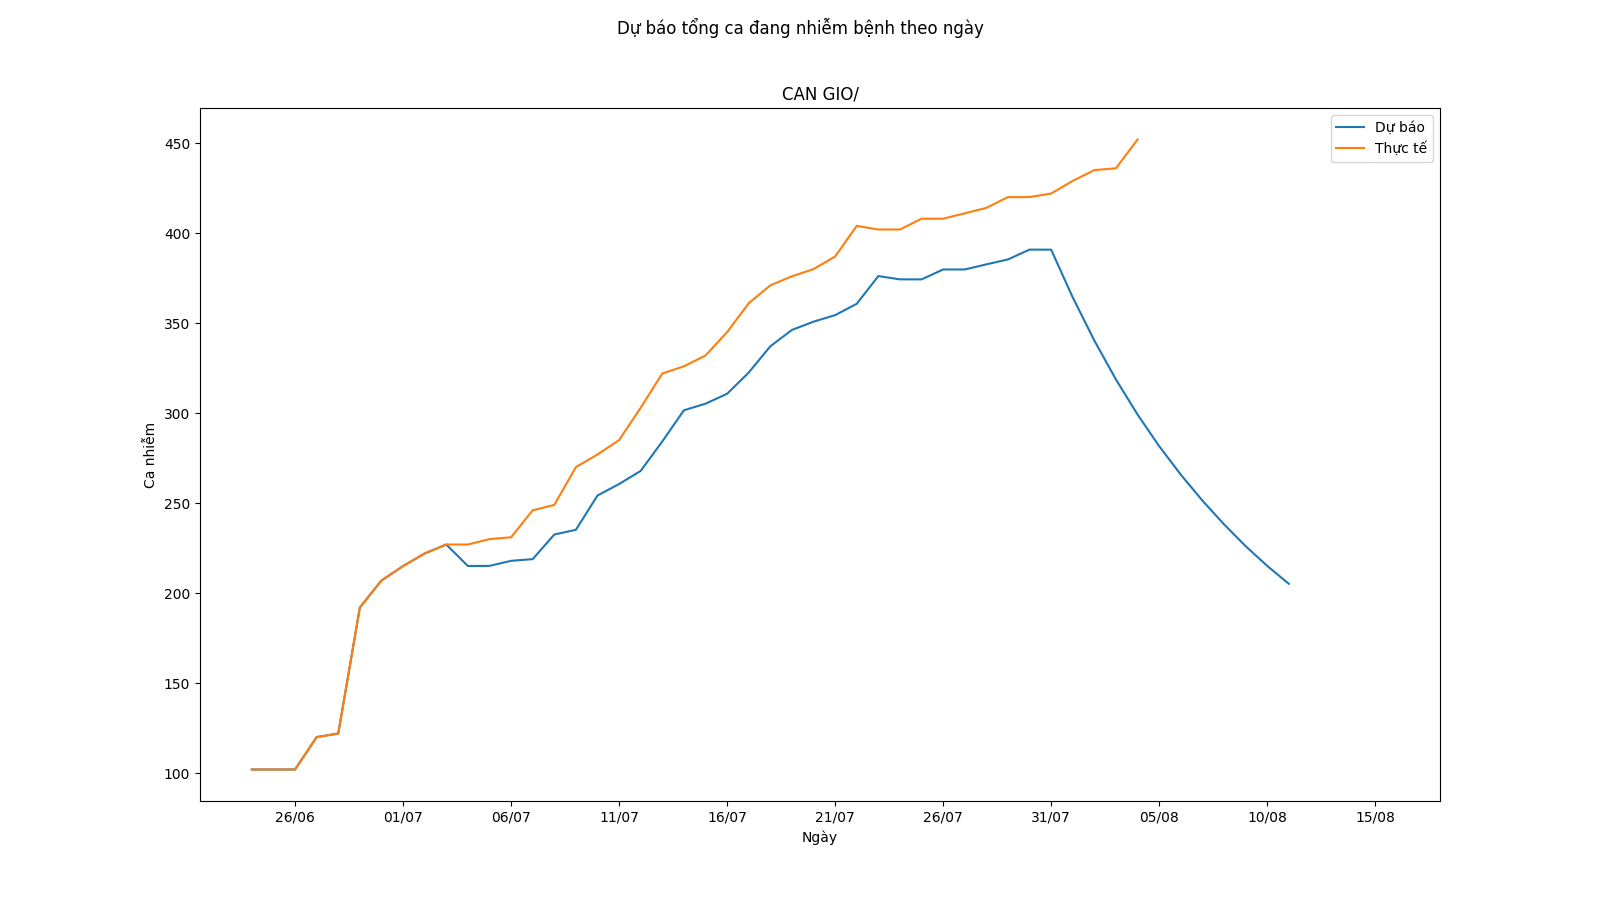 Dự báo tổng ca đang nhiễm bệnh theo ngày
CAN GIO/
Dự báo
Thực tế
450
400
350
300
250
200
150
100
Ca nhiễm
26/06 01/07 06/07 11/07 16/07 21/07 26/07 31/07 05/08 10/08 15/08
Ngày